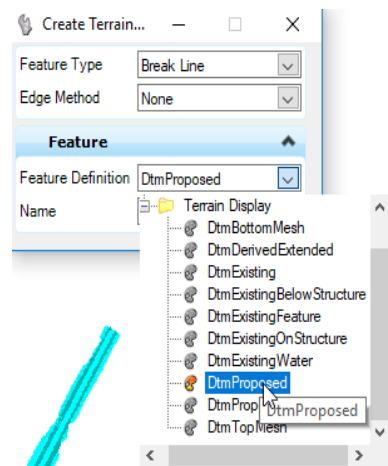 Create Terrain...
Feature Type Break Line
Edge Method None
Feature
Feature Definition DtmProposed
Name
Terrain Display
DtmBottomMesh
DtmDerivedExtended
DtmExisting
DtmExistingBelowStructure
DtmExistingFeature
DtmExistingOnStructure
DtmExistingWater
DtmProposed
DtmProp
DtmProposed
DtmTopMesh